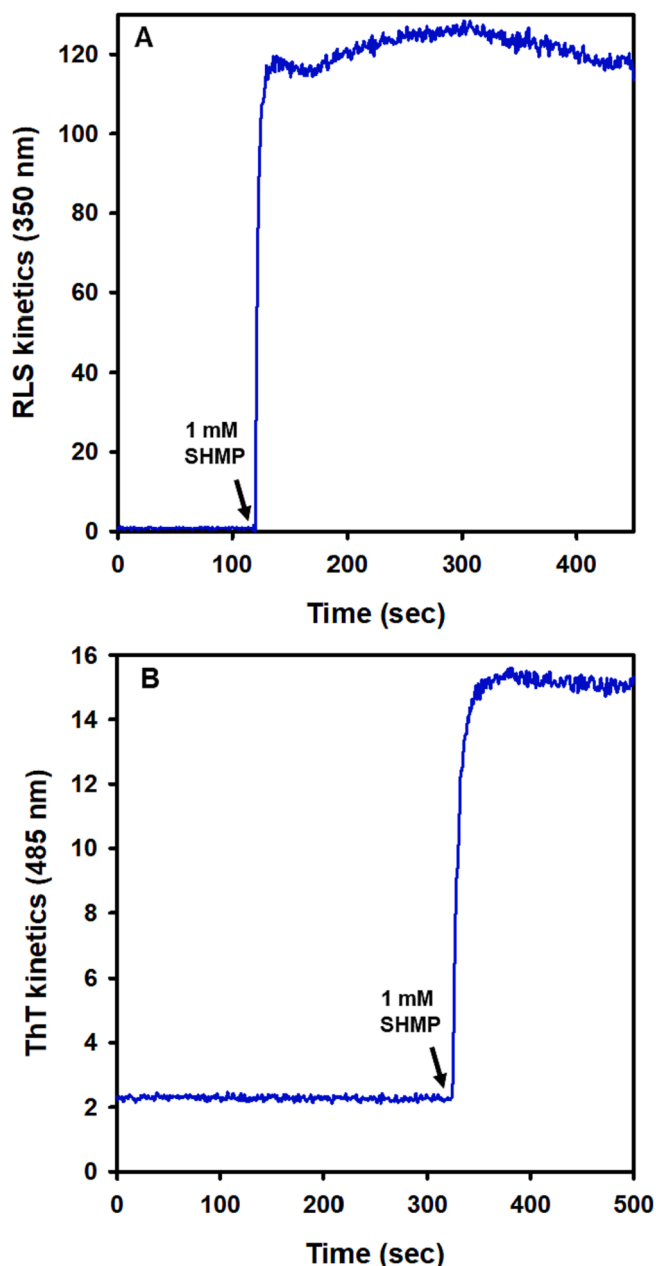 A
RLS kinetics (350 nm)
120
100
80
60
40
20
0
1 mM
SHMP
0 100 200 300 400
Time (sec)
B
ThT kinetics (485 nm)
16
14
12
10
8
6
4
2
0
1 mM
SHMP
0 100 200 300 400 500
Time (sec)